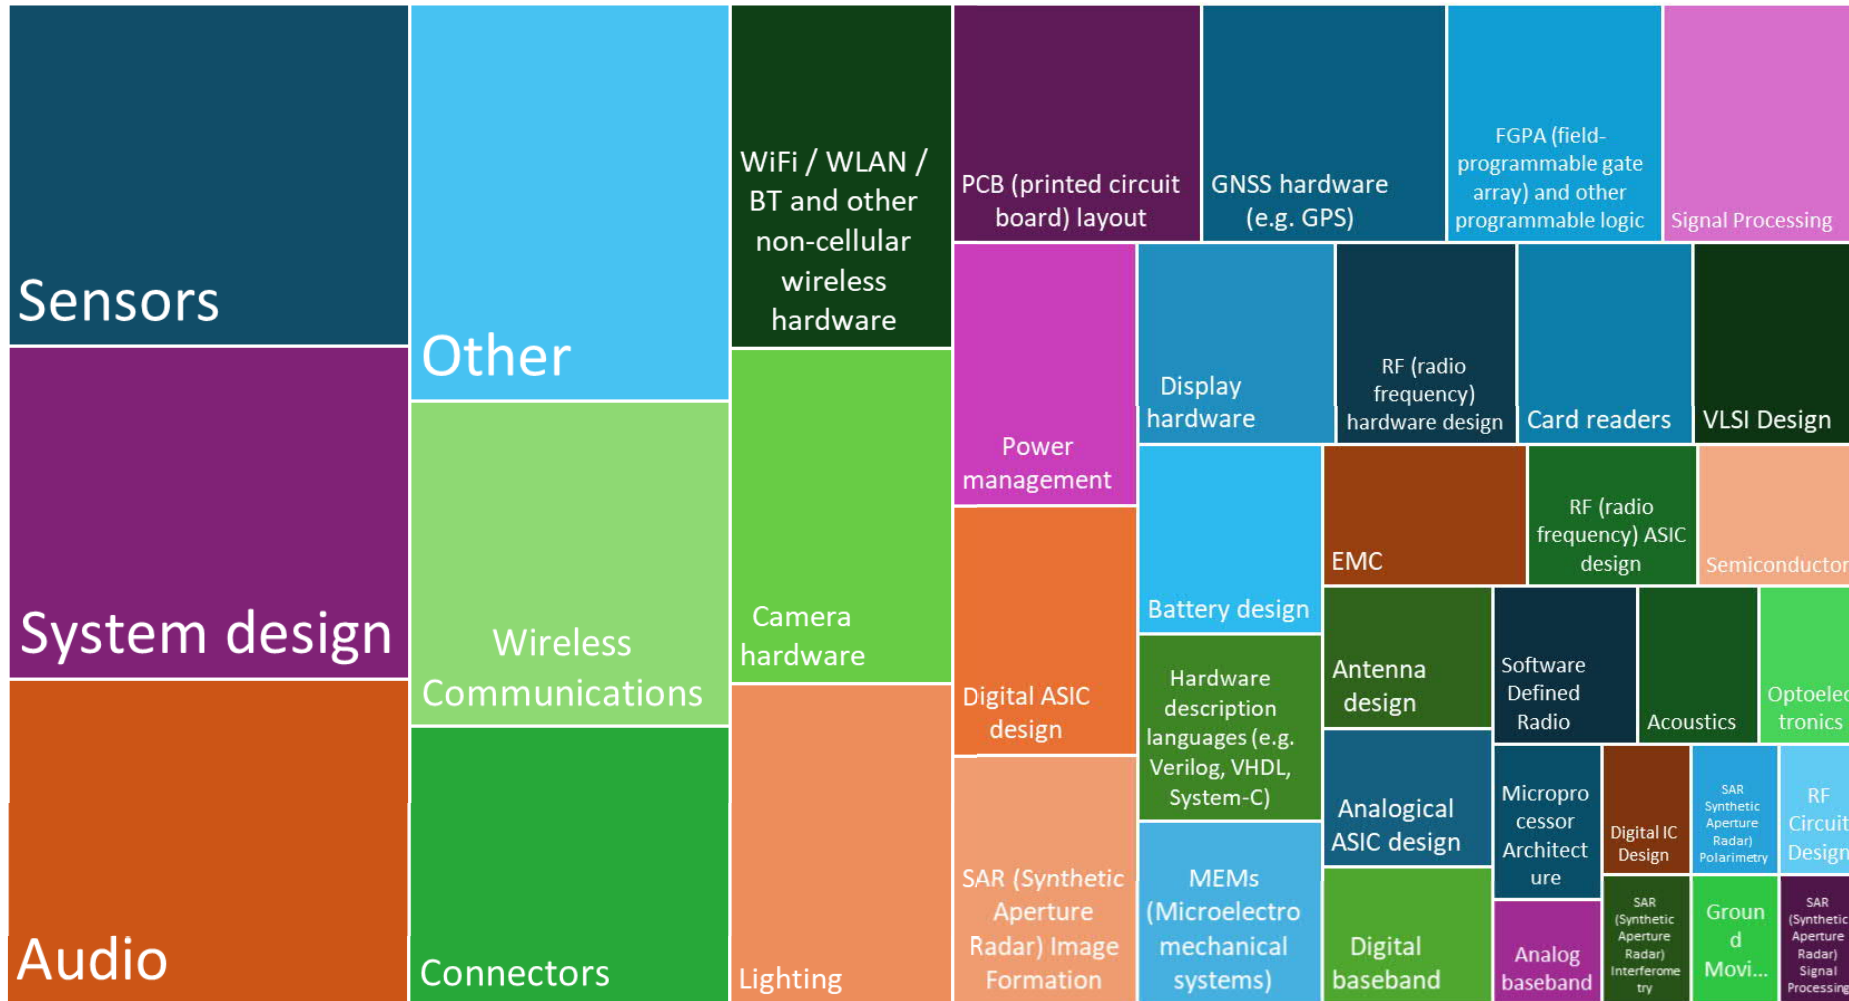 Sensors
System design
Audio
Other
Wireless
Communications
Connectors
WiFi / WLAN /
BT and other
non-cellular
wireless
hardware
Camera
hardware
Lighting
PCB (printed circuit
board) layout
GNSS hardware
(e.g. GPS)
FGPA (field-
programmable gate
array) and other
programmable logic
Signal Processing
Power
management
Digital ASIC
design
SAR (Synthetic
Aperture
Radar) Image
Formation
Display
hardware
RF (radio
frequency)
hardware design
Card readers
VLSI Design
Battery design
Hardware
description
languages (e.g.
Verilog, VHDL,
System-C)
MEMs
(Microelectro
mechanical
systems)
EMC
RF (radio
frequency) ASIC
design
Semiconductor
Antenna
design
Analogical
ASIC design
Digital
baseband
Software
Defined
Radio
Acoustics
Optoelec
tronics
Micropro
cessor
Architect
ure
Analog
baseband
Digital IC
Design
SAR
Synthetic
Aperture
Radar)
Polarimetry
RF
Circuit
Design
SAR
(Synthetic
Aperture
Radar)
Interferome
try
Groun
d
Movi...
SAR
(Synthetic
Aperture
Radar)
Signal
Processing